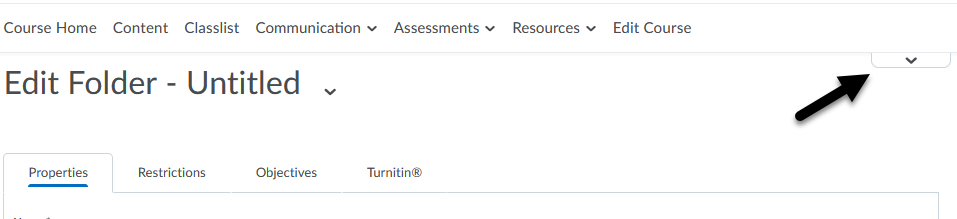 Course Home Content Classlist Communication Assessments Resources Edit Course
Edit Folder - Untitled
Properties Restrictions Objectives Turnitin®